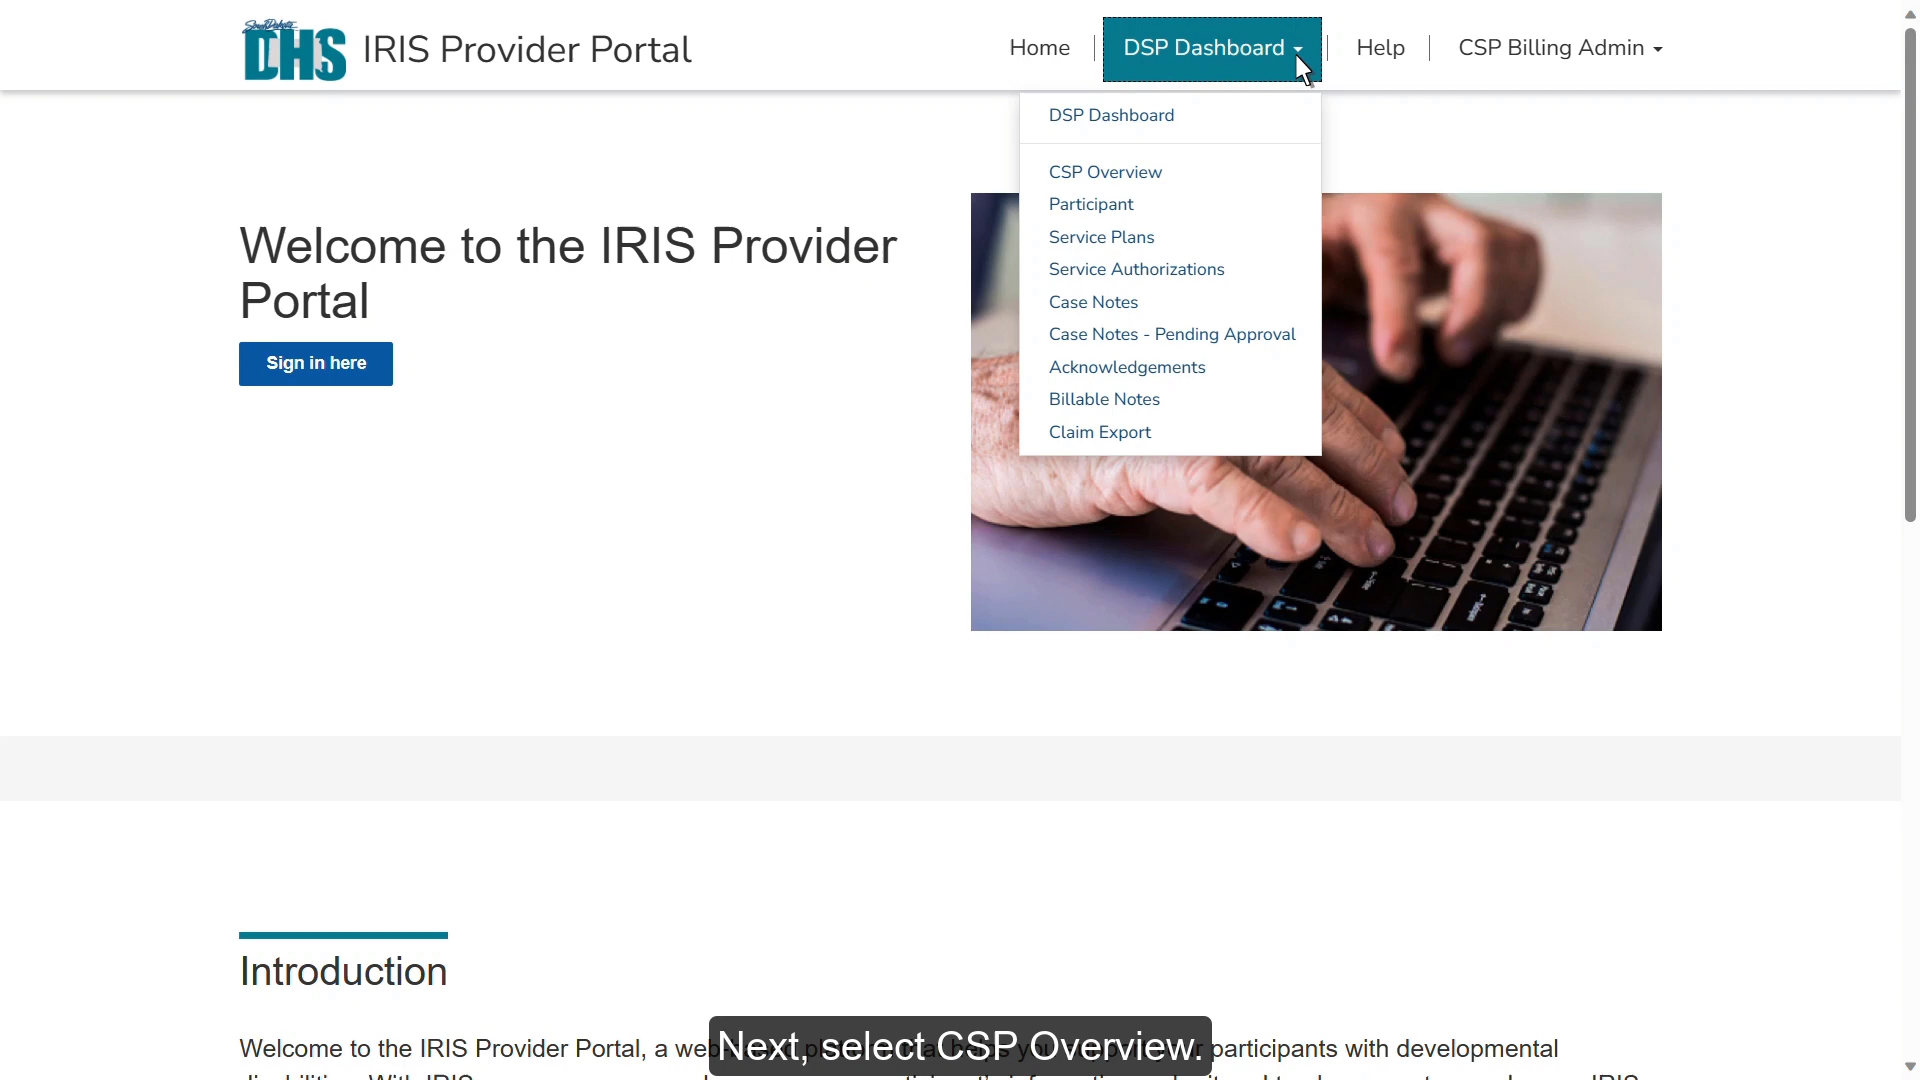 South Dakota
DHS IRIS Provider Portal
Home
DSP Dashboard
Help
CSP Billing Admin
DSP Dashboard
CSP Overview
Participant
Service Plans
Service Authorizations
Case Notes
Case Notes - Pending Approval
Acknowledgements
Billable Notes
Claim Export
Welcome to the IRIS Provider
Portal
Sign in here
Introduction
Welcome to the IRIS Provider Portal, a participants with developmental
Next, select CSP Overview.